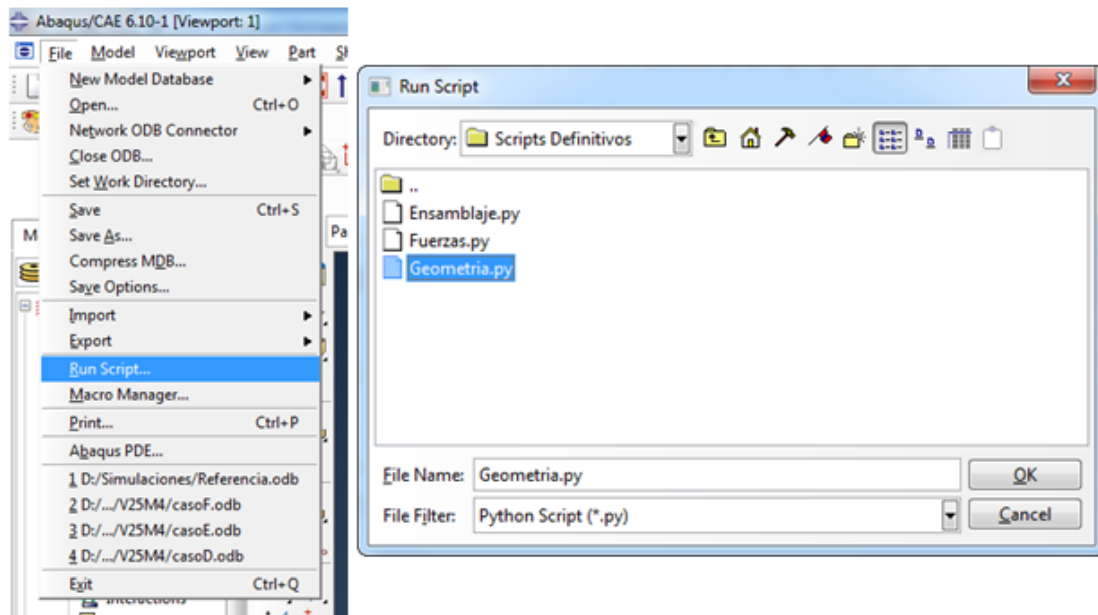 Abaqus/CAE 6.10-1 [Viewport: 1]
File Model Viewport View Part
New Model Database
Open... Ctrl+O
Network ODB Connector
Close ODB...
Set Work Directory...
Save Ctrl+S
Save As...
Compress MDB...
Save Options...
Import
Export
Run Script...
Macro Manager...
Print... Ctrl+P
Abaqus PDE...
1 D:/Simulaciones/Referencia.odb
2 D:/.../V25M4/casoF.odb
3 D:/.../V25M4/casoE.odb
4 D:/.../V25M4/casoD.odb
Exit Ctrl+Q
M
Pa
Run Script
Directory: Scripts Definitivos
..
Ensamblaje.py
Fuerzas.py
Geometria.py
File Name: Geometria.py OK
File Filter: Python Script (*.py) Cancel